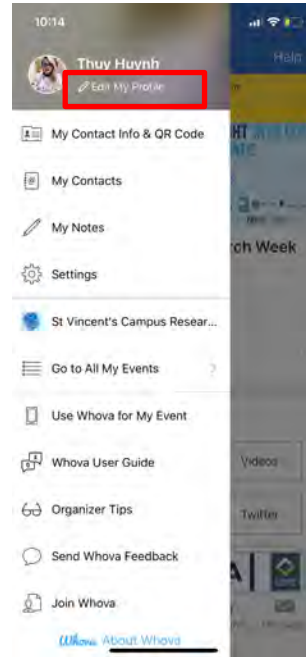 10:14
Help
Thuy Huynh
Edit My Profile
My Contact Info & QR Code
My Contacts
My Notes
ch Week
Settings
St Vincent's Campus Resear...
Go to All My Events
Use Whova for My Event
Whova User Guide
Videos
Organizer Tips
Twitter
Send Whova Feedback
Join Whova
Whova About Whova